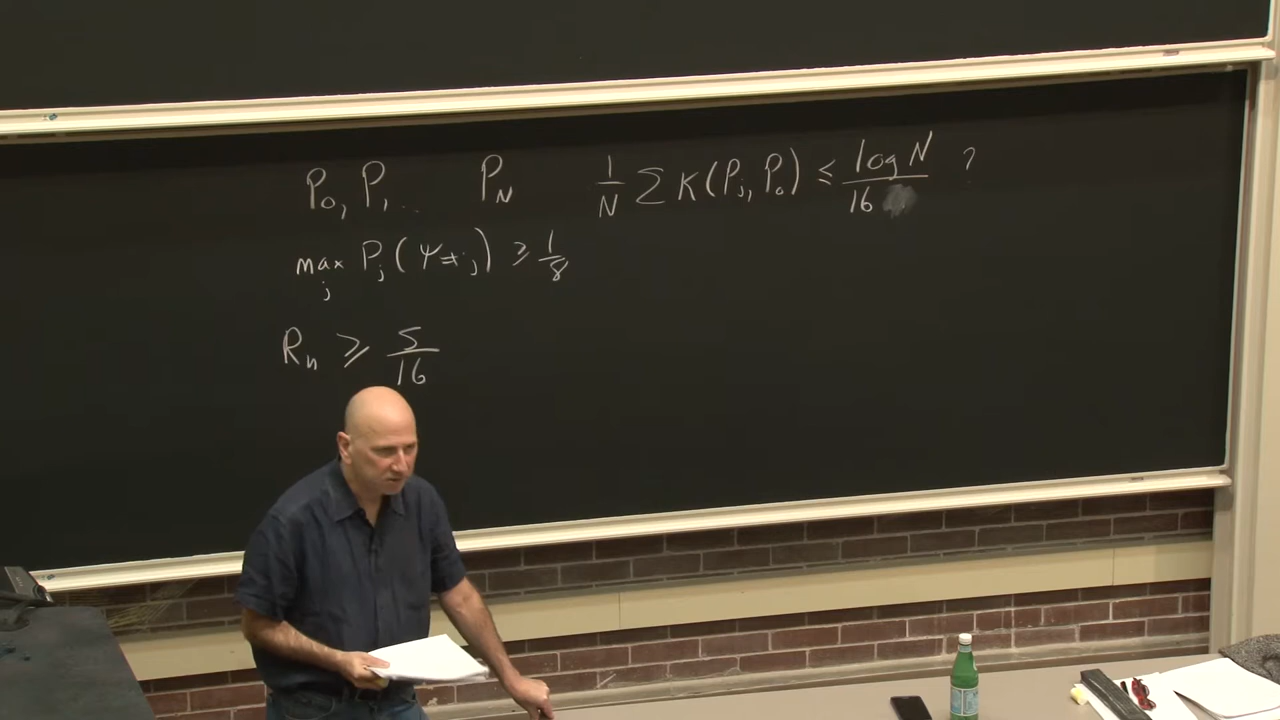 P₀, P₁ ... P_N   1/N ∑ K(P_j, P₀) ≤ log N / 16   ?
max_j P_j(ψ ≠ j) ≥ 1/8
R_n ≥ s/16